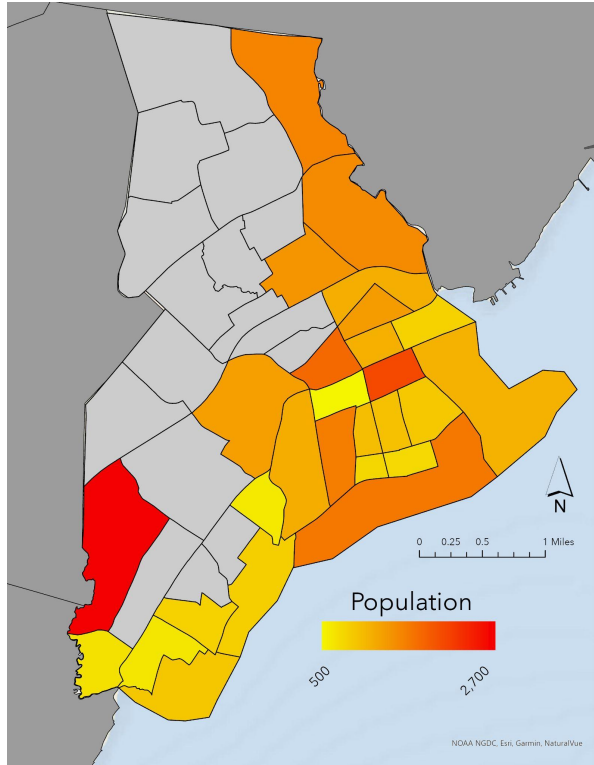 N
0 0.25 0.5 1 Miles
Population
500
2,700
NOAA NGDC, Esri, Garmin, NaturalVue